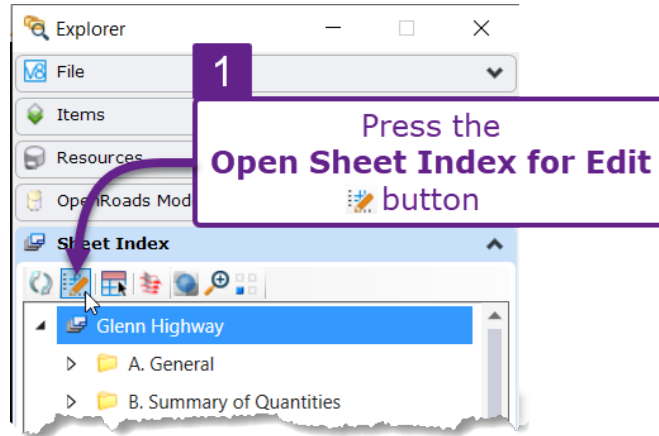 Explorer
V8 File
1
Items
Press the
Open Sheet Index for Edit
button
Resources
OpenRoads Mod
Sheet Index
Glenn Highway
A. General
B. Summary of Quantities